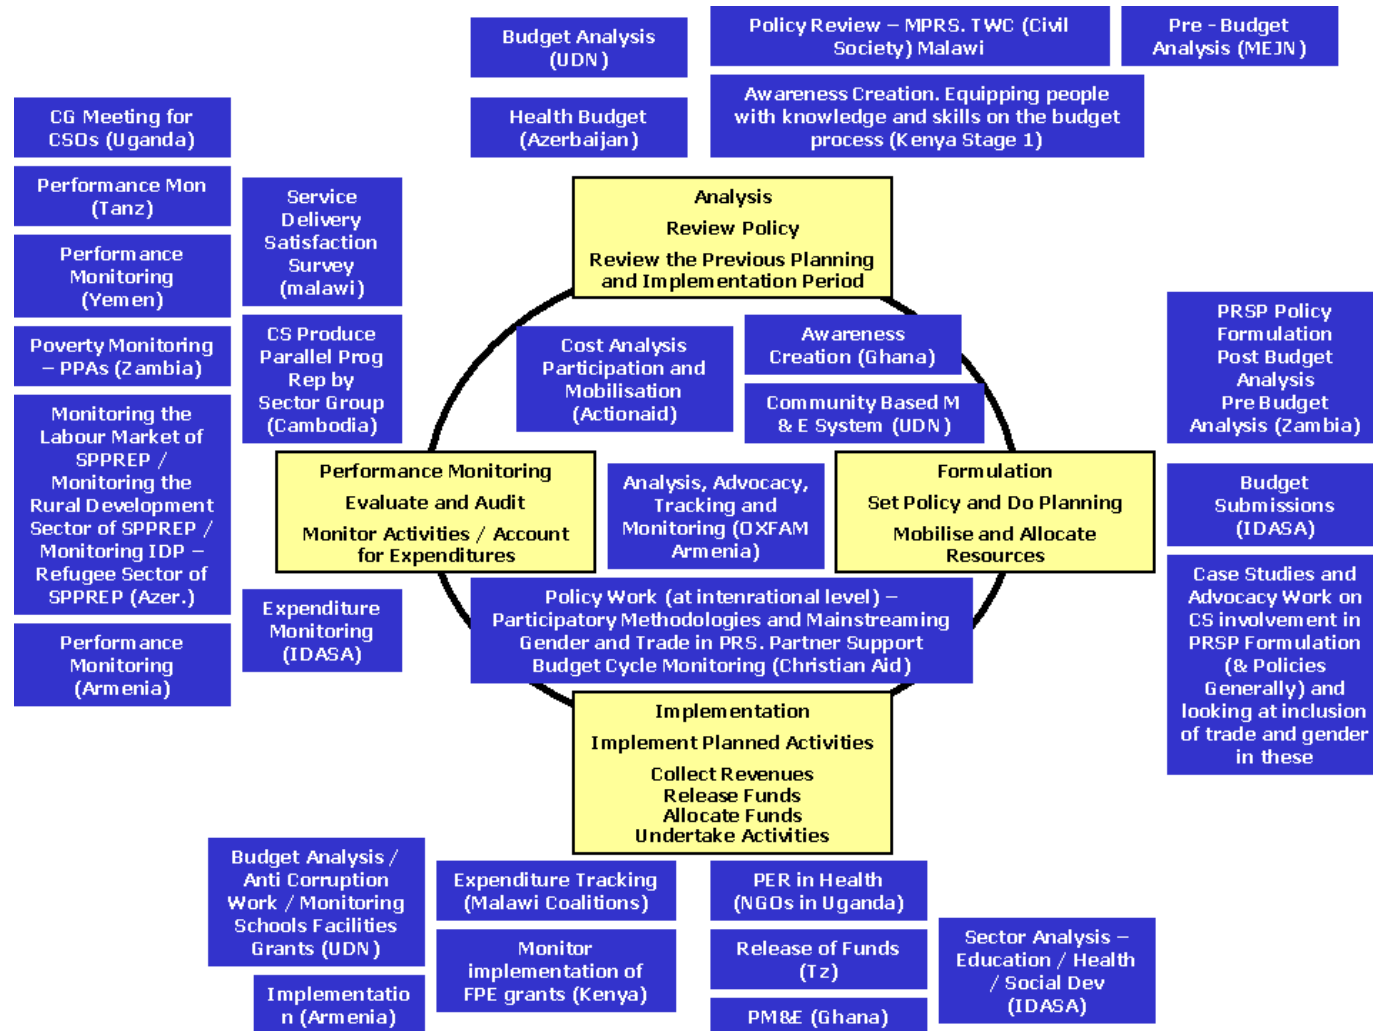 Budget Analysis
(UDN)
Policy Review – MPRS. TWC (Civil
Society) Malawi
Pre - Budget
Analysis (MEJN)
Health Budget
(Azerbaijan)
Awareness Creation. Equipping people
with knowledge and skills on the budget
process (Kenya Stage 1)
CG Meeting for
CSOs (Uganda)
Performance Mon
(Tanz)
Performance
Monitoring
(Yemen)
Poverty Monitoring
– PPAs (Zambia)
Monitoring the
Labour Market of
SPPREP /
Monitoring the
Rural Development
Sector of SPPREP /
Monitoring IDP –
Refugee Sector of
SPPREP (Azer.)
Performance
Monitoring
(Armenia)
Service
Delivery
Satisfaction
Survey
(malawi)
CS Produce
Parallel Prog
Rep by
Sector Group
(Cambodia)
Analysis
Review Policy
Review the Previous Planning
and Implementation Period
Cost Analysis
Participation and
Mobilisation
(Actionaid)
Awareness
Creation (Ghana)
Community Based M
& E System (UDN)
PRSP Policy
Formulation
Post Budget
Analysis
Pre Budget
Analysis (Zambia)
Performance Monitoring
Evaluate and Audit
Monitor Activities / Account
for Expenditures
Analysis, Advocacy,
Tracking and
Monitoring (OXFAM
Armenia)
Formulation
Set Policy and Do Planning
Mobilise and Allocate
Resources
Budget
Submissions
(IDASA)
Expenditure
Monitoring
(IDASA)
Policy Work (at intenrational level) –
Participatory Methodologies and Mainstreaming
Gender and Trade in PRS. Partner Support
Budget Cycle Monitoring (Christian Aid)
Case Studies and
Advocacy Work on
CS involvement in
PRSP Formulation
(& Policies
Generally) and
looking at inclusion
of trade and gender
in these
Implementation
Implement Planned Activities
Collect Revenues
Release Funds
Allocate Funds
Undertake Activities
Budget Analysis /
Anti Corruption
Work / Monitoring
Schools Facilities
Grants (UDN)
Implementatio
n (Armenia)
Expenditure Tracking
(Malawi Coalitions)
Monitor
implementation of
FPE grants (Kenya)
PER in Health
(NGOs in Uganda)
Release of Funds
(Tz)
PM&E (Ghana)
Sector Analysis –
Education / Health
/ Social Dev
(IDASA)